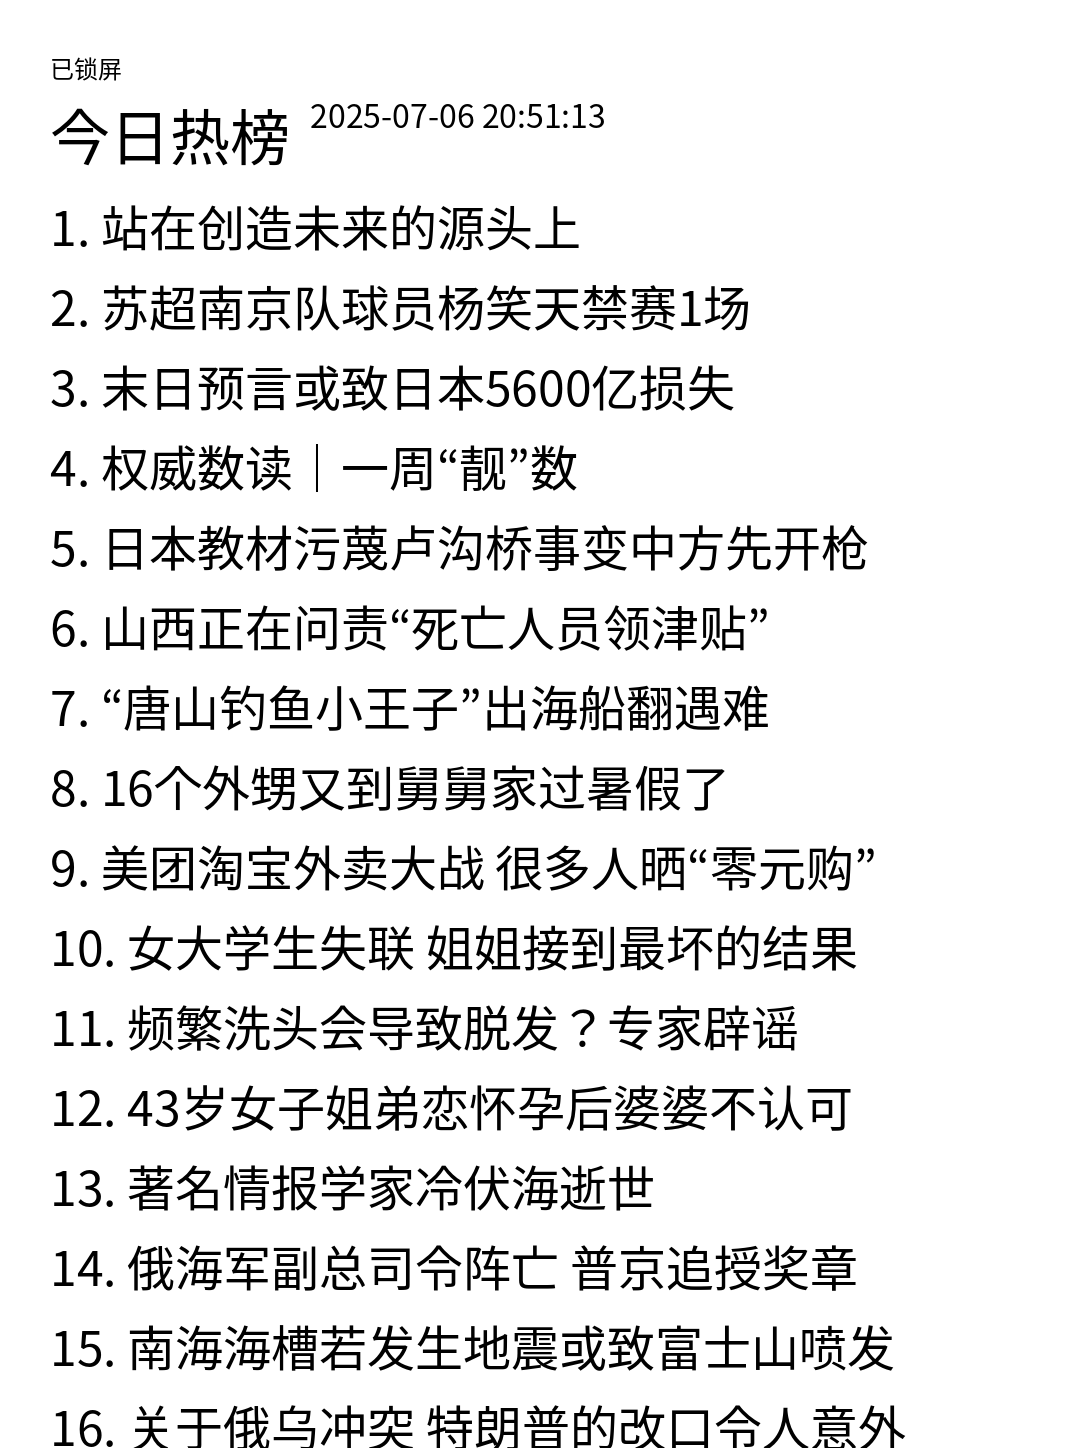 已锁屏
今日热榜 2025-07-06 20:51:13
1. 站在创造未来的源头上
2. 苏超南京队球员杨笑天禁赛1场
3. 末日预言或致日本5600亿损失
4. 权威数读｜一周“靓”数
5. 日本教材污蔑卢沟桥事变中方先开枪
6. 山西正在问责“死亡人员领津贴”
7. “唐山钓鱼小王子”出海船翻遇难
8. 16个外甥又到舅舅家过暑假了
9. 美团淘宝外卖大战 很多人晒“零元购”
10. 女大学生失联 姐姐接到最坏的结果
11. 频繁洗头会导致脱发？专家辟谣
12. 43岁女子姐弟恋怀孕后婆婆不认可
13. 著名情报学家冷伏海逝世
14. 俄海军副总司令阵亡 普京追授奖章
15. 南海海槽若发生地震或致富士山喷发
16. 关于俄乌冲突 特朗普的改口令人意外